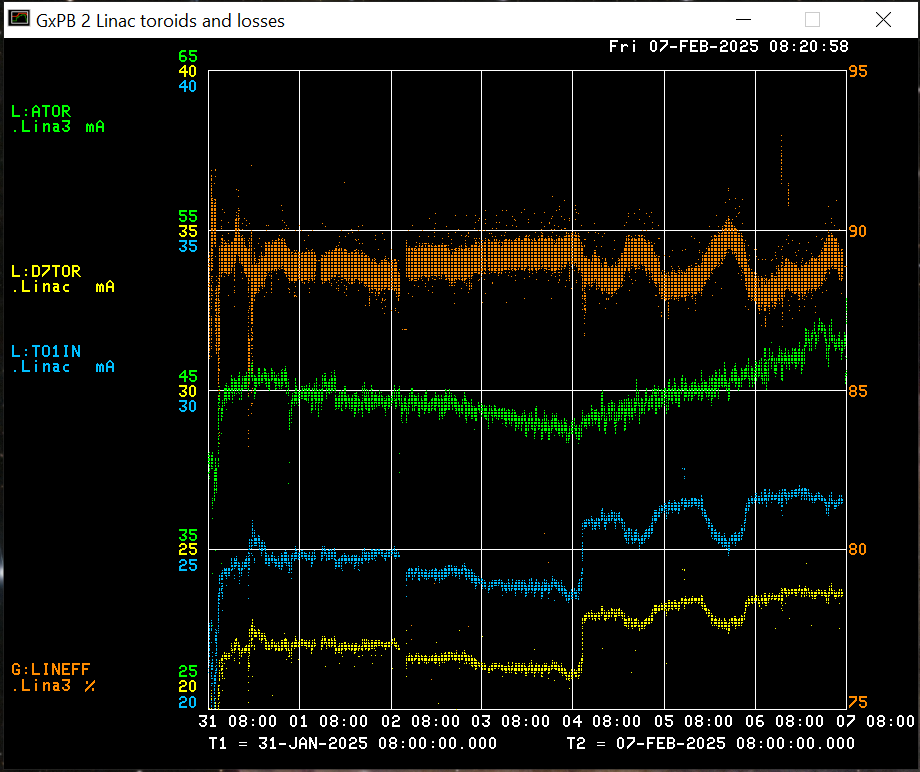 GxPB 2 Linac toroids and losses
Fri 07-FEB-2025 08:20:58
65
40
40
95
L:ATOR
.Lina3 mA
55
35
35
90
L:D7TOR
.Linac mA
L:TO1IN
.Linac mA
45
30
30
85
35
25
25
80
G:LINEFF
.Lina3 %
25
20
20
75
31 08:00 01 08:00 02 08:00 03 08:00 04 08:00 05 08:00 06 08:00 07 08:00
T1 = 31-JAN-2025 08:00:00.000 T2 = 07-FEB-2025 08:00:00.000